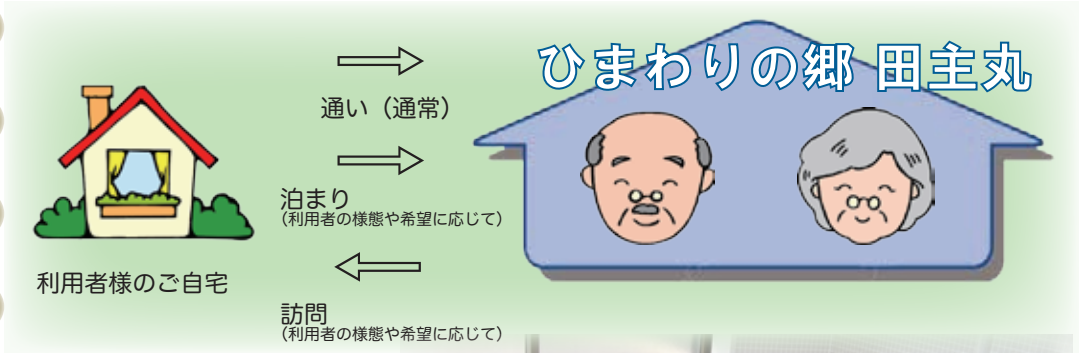 ひまわりの郷 田主丸
通い（通常）
泊まり
（利用者の様態や希望に応じて）
利用者様のご自宅
訪問
（利用者の様態や希望に応じて）